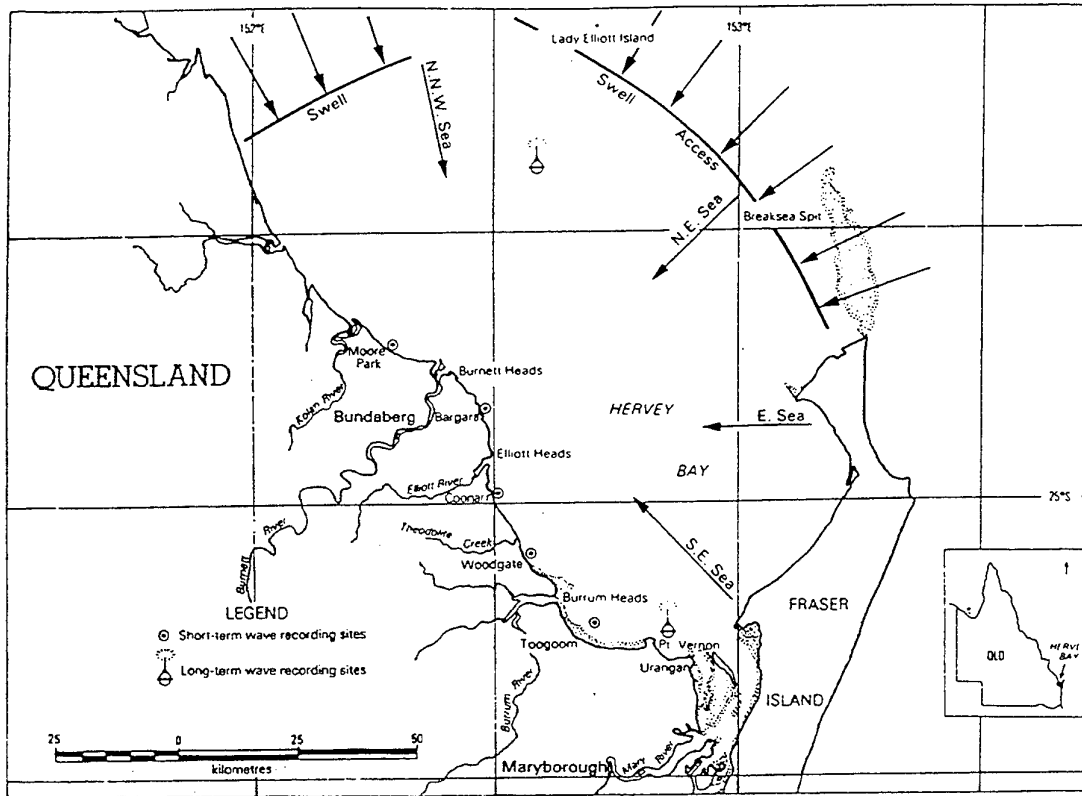 152°E
153°E
Lady Elliott Island
Swell
N.N.W. Sea
Swell
Access
N.E. Sea
Breaksea Spit
QUEENSLAND
Moore
Park
Kolan River
Burnett Heads
Bundaberg
Bargara
HERVEY
BAY
E. Sea
Elliott Heads
Elliott River
Coonarr
25°S
Theodolite
Creek
Woodgate
S.E. Sea
Burnett
River
Burrum Heads
FRASER
ISLAND
LEGEND
Short-term wave recording sites
Long-term wave recording sites
Toogoom
Pt. Vernon
Urangan
Burrum
River
QLD
HERVEY
BAY
25
0
25
50
kilometres
Maryborough
Mary
River